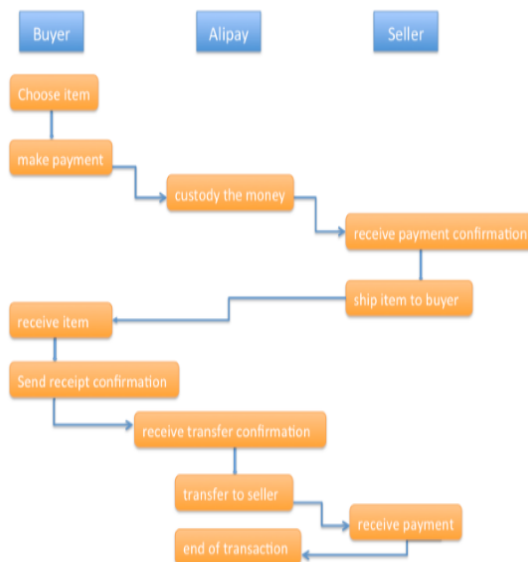 Buyer
Alipay
Seller
Choose item
make payment
custody the money
receive payment confirmation
ship item to buyer
receive item
Send receipt confirmation
receive transfer confirmation
transfer to seller
receive payment
end of transaction